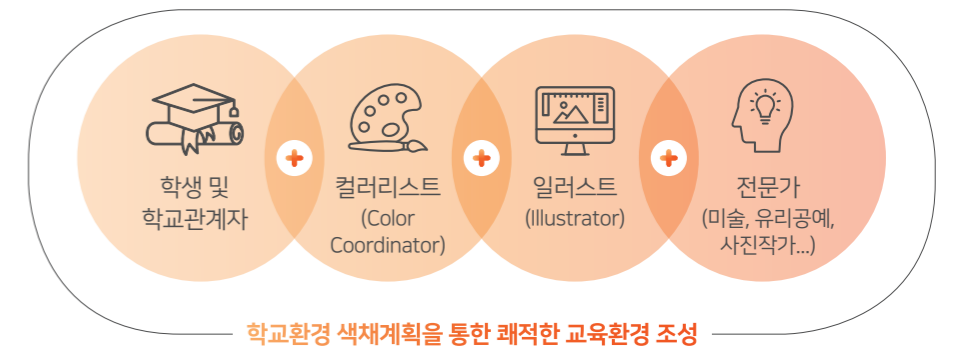 학생 및
학교관계자
컬러리스트
(Color
Coordinator)
일러스트
(Illustrator)
전문가
(미술, 유리공예,
사진작가...)
학교환경 색채계획을 통한 쾌적한 교육환경 조성